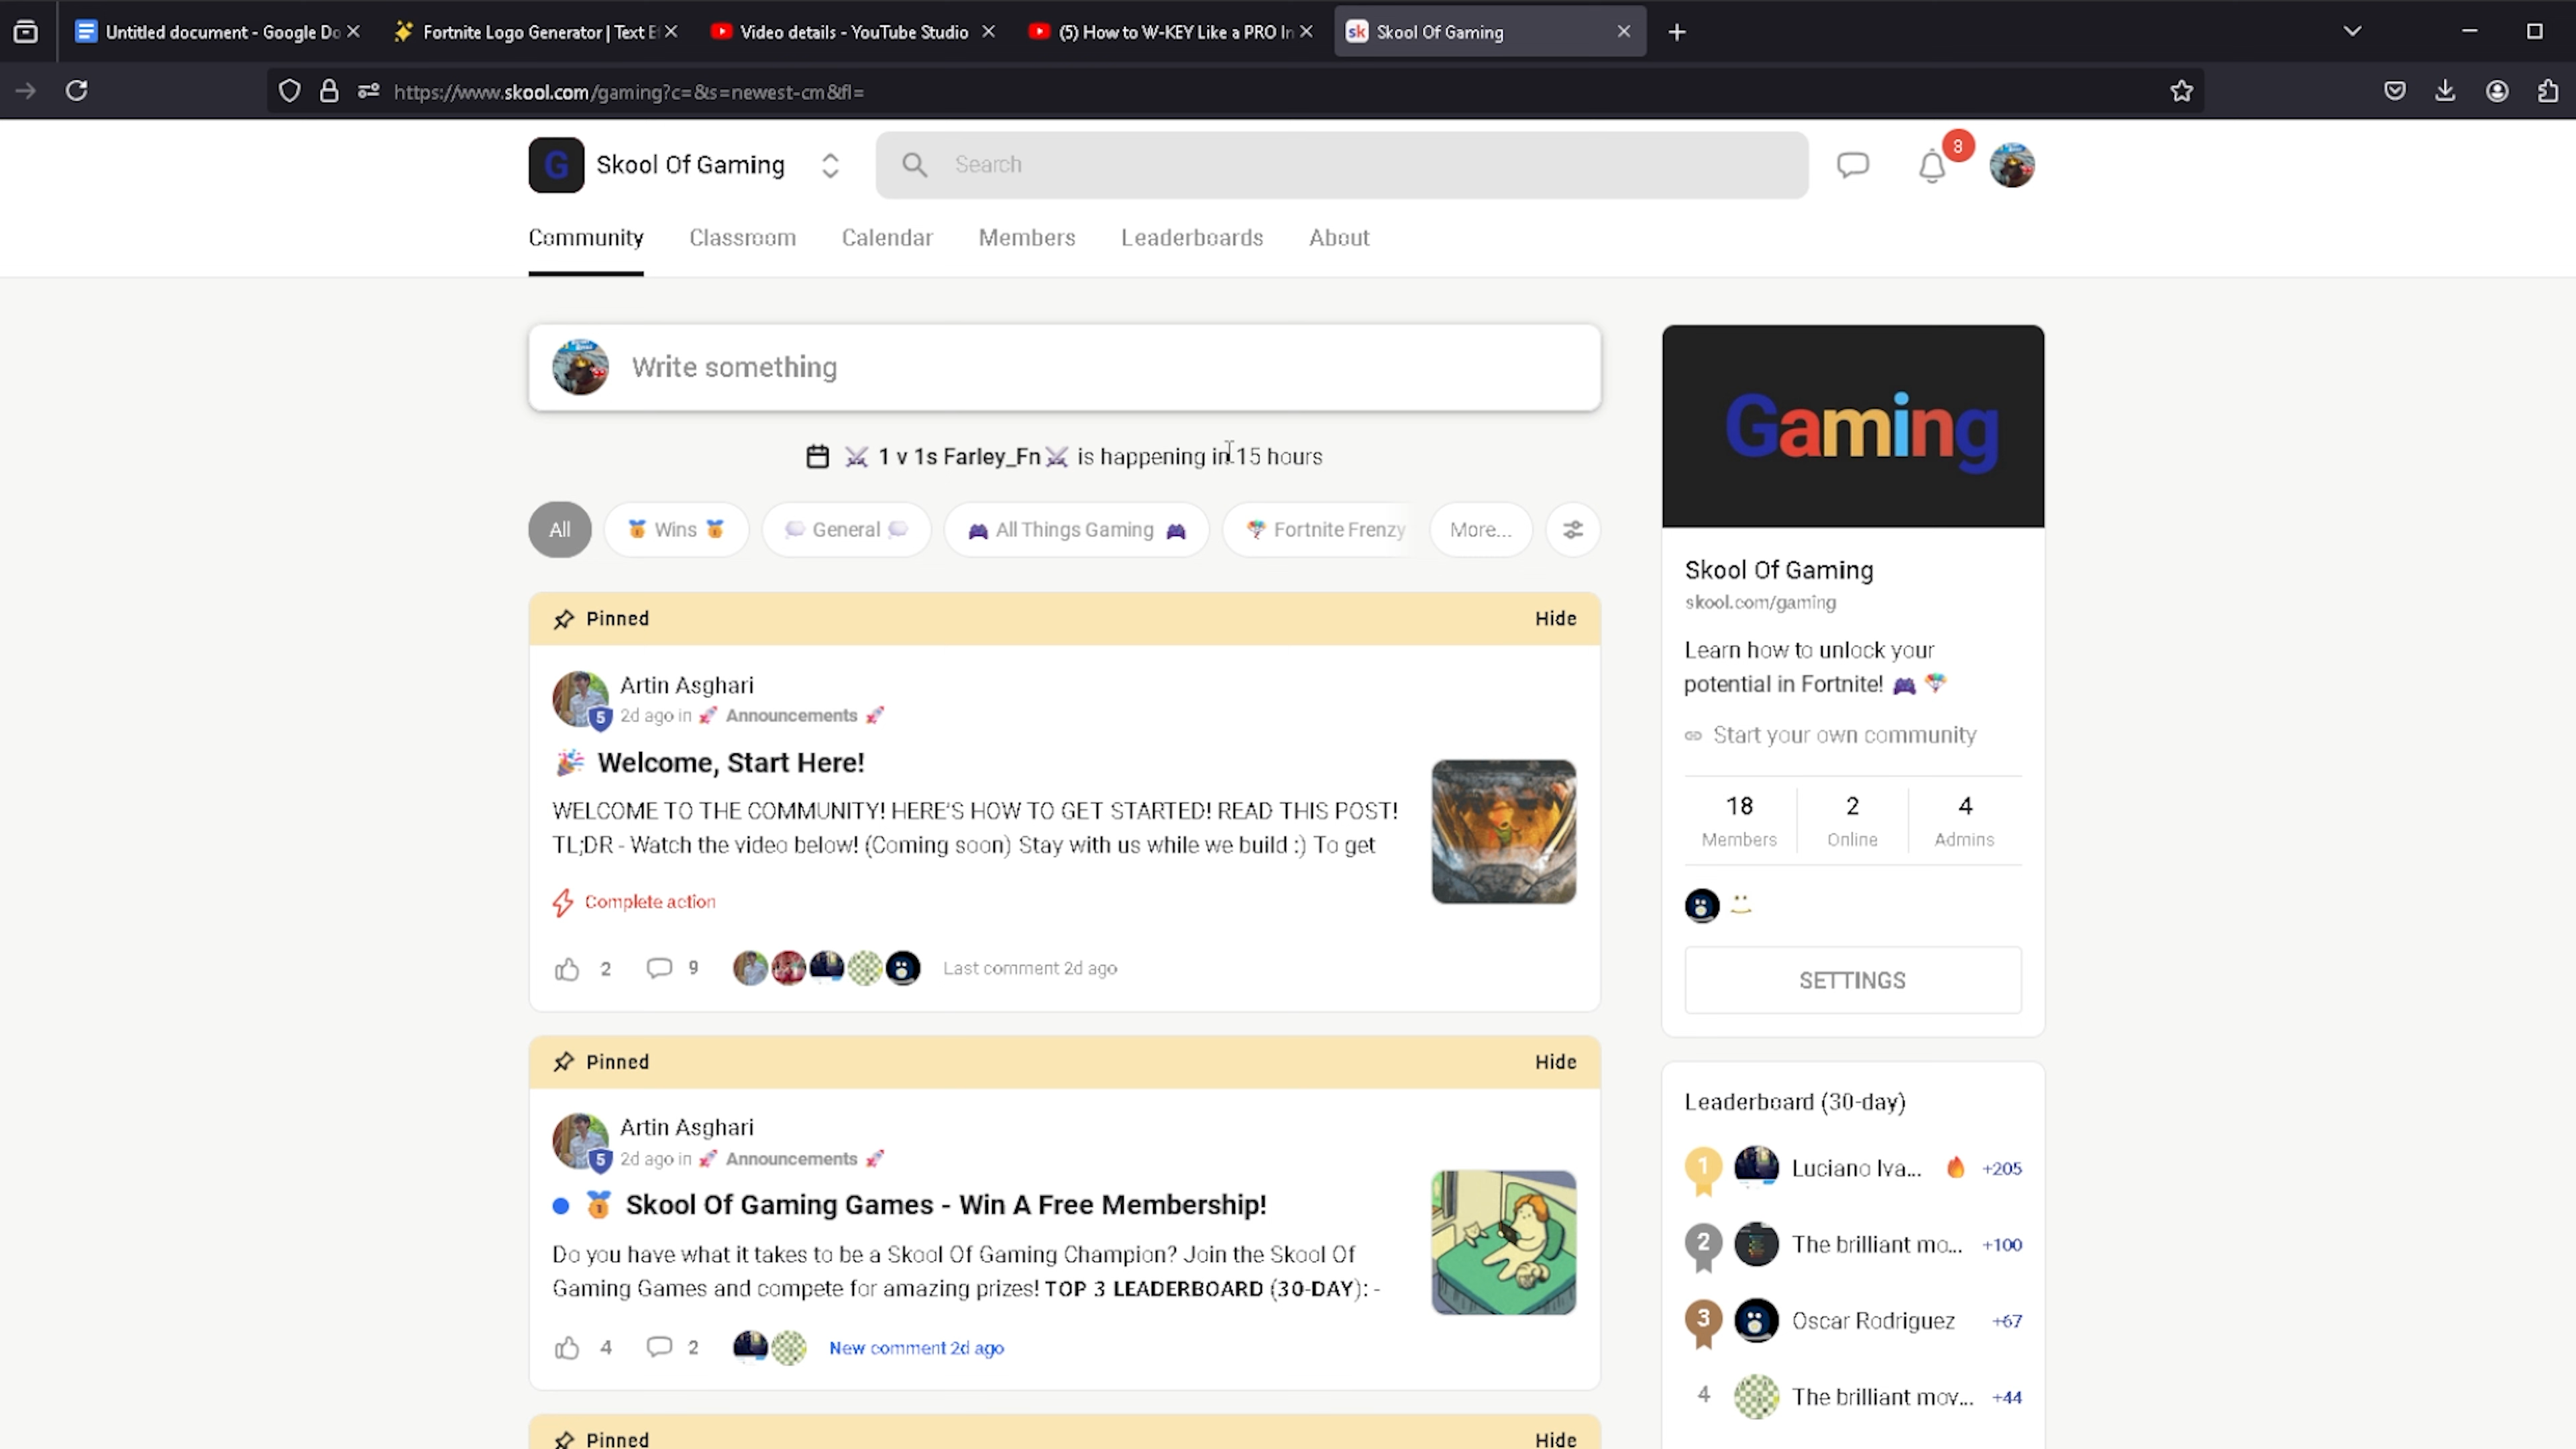 Untitled document - Google Do
Fortnite Logo Generator | Text E
Video details - YouTube Studio
(5) How to W-KEY Like a PRO In
sk Skool Of Gaming
https://www.skool.com/gaming?c=&s=newest-cm&fl=
G Skool Of Gaming
Search
8
Community Classroom Calendar Members Leaderboards About
Write something
1 v 1s Farley_Fn is happening in 15 hours
All Wins General All Things Gaming Fortnite Frenzy More...
Pinned Hide
Artin Asghari
5 2d ago in Announcements
Welcome, Start Here!
WELCOME TO THE COMMUNITY! HERE'S HOW TO GET STARTED! READ THIS POST!
TL;DR - Watch the video below! (Coming soon) Stay with us while we build :) To get
Complete action
2 9 Last comment 2d ago
Pinned Hide
Artin Asghari
5 2d ago in Announcements
Skool Of Gaming Games - Win A Free Membership!
Do you have what it takes to be a Skool Of Gaming Champion? Join the Skool Of
Gaming Games and compete for amazing prizes! TOP 3 LEADERBOARD (30-DAY): -
4 2 New comment 2d ago
Pinned Hide
Gaming
Skool Of Gaming
skool.com/gaming
Learn how to unlock your
potential in Fortnite!
Start your own community
18 2 4
Members Online Admins
SETTINGS
Leaderboard (30-day)
1 Luciano Iva... +205
2 The brilliant mo... +100
3 Oscar Rodriguez +67
4 The brilliant mov... +44